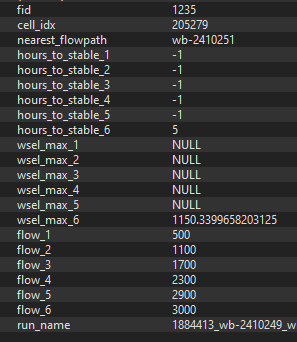 fid 1235
cell_idx 205279
nearest_flowpath wb-2410251
hours_to_stable_1 -1
hours_to_stable_2 -1
hours_to_stable_3 -1
hours_to_stable_4 -1
hours_to_stable_5 -1
hours_to_stable_6 5
wsel_max_1 NULL
wsel_max_2 NULL
wsel_max_3 NULL
wsel_max_4 NULL
wsel_max_5 NULL
wsel_max_6 1150.3399658203125
flow_1 500
flow_2 1100
flow_3 1700
flow_4 2300
flow_5 2900
flow_6 3000
run_name 1884413_wb-2410249_w